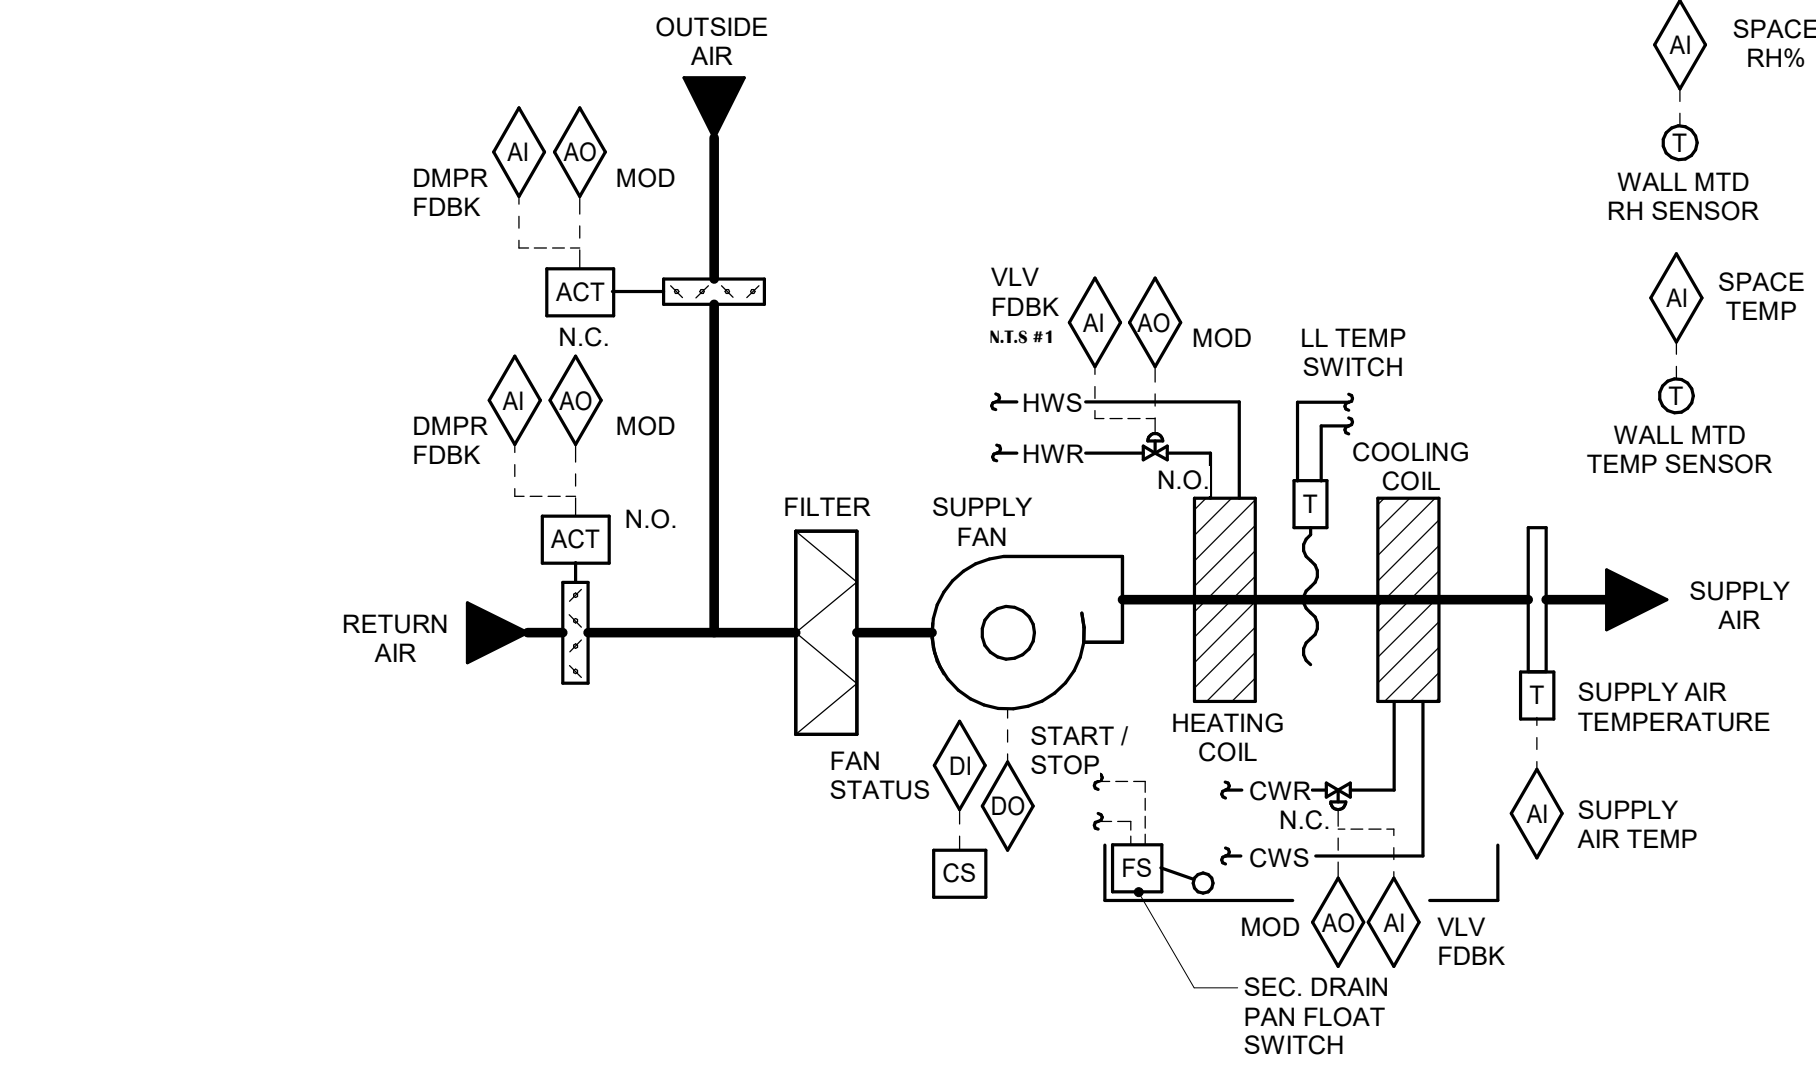 OUTSIDE
AIR
AI
SPACE
RH%
T
WALL MTD
RH SENSOR
AI
AO
DMPR
FDBK
MOD
ACT
N.C.
AI
SPACE
TEMP
T
WALL MTD
TEMP SENSOR
VLV
FDBK
N.T.S #1
AI
AO
MOD
LL TEMP
SWITCH
HWS
HWR
N.O.
T
COOLING
COIL
AI
AO
DMPR
FDBK
MOD
ACT
N.O.
FILTER
SUPPLY
FAN
RETURN
AIR
SUPPLY
AIR
T
SUPPLY AIR
TEMPERATURE
HEATING
COIL
START /
STOP
FAN
STATUS
DI
DO
CS
CWR
N.C.
CWS
FS
AI
SUPPLY
AIR TEMP
MOD
AO
AI
VLV
FDBK
SEC. DRAIN
PAN FLOAT
SWITCH